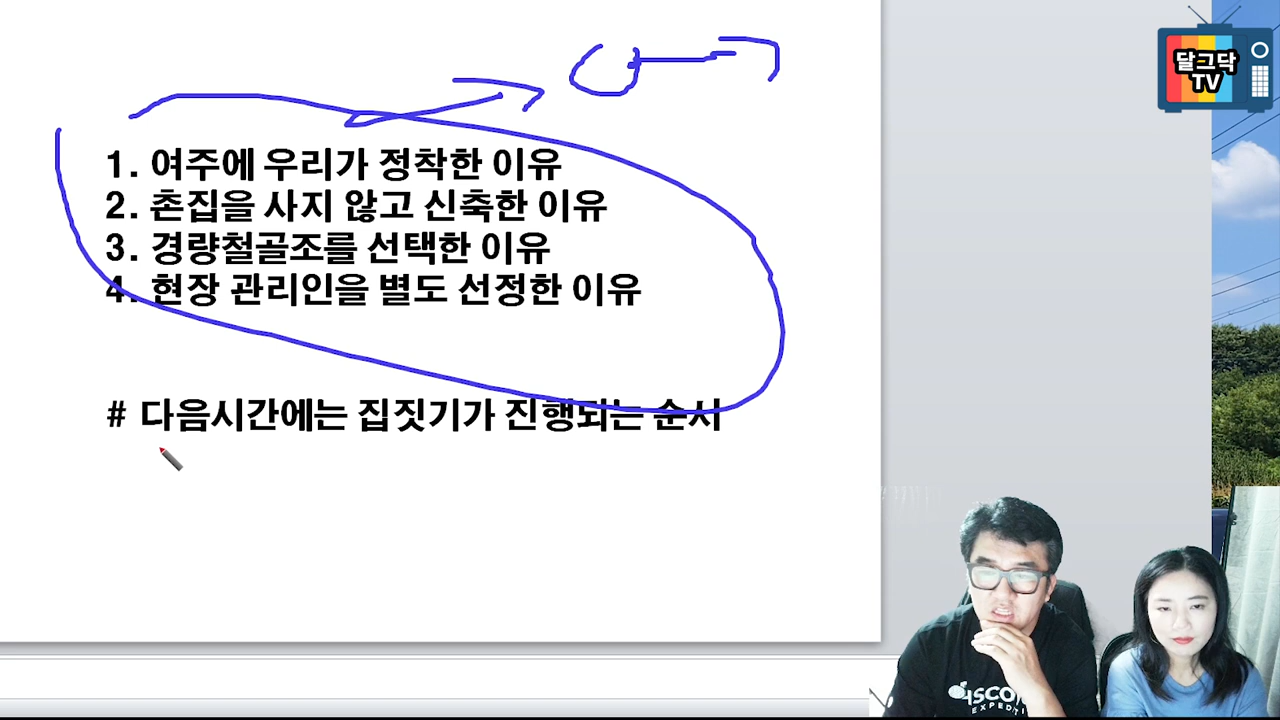 달그닥
TV
1. 여주에 우리가 정착한 이유
2. 촌집을 사지 않고 신축한 이유
3. 경량철골조를 선택한 이유
4. 현장 관리인을 별도 선정한 이유
# 다음시간에는 집짓기가 진행되는 순서
EXPEDITI